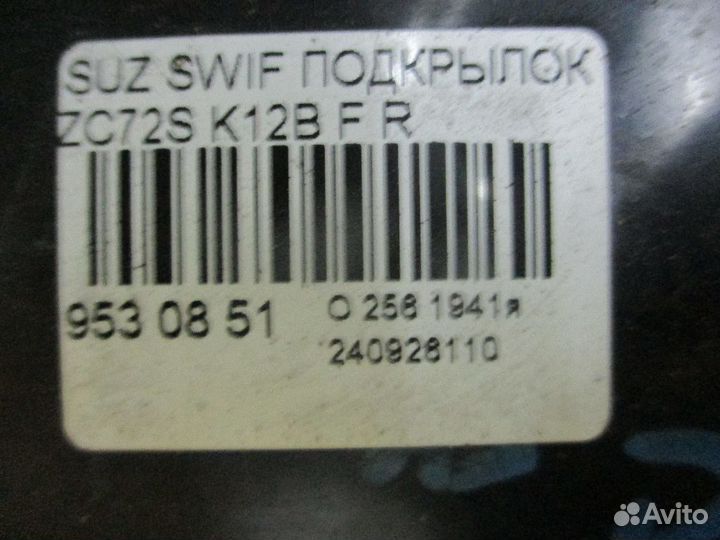 SUZ SWIF ПОДКРЫЛОК
ZC72S K12B F R
953 08 51
O 256 1941я
240926110
Avito